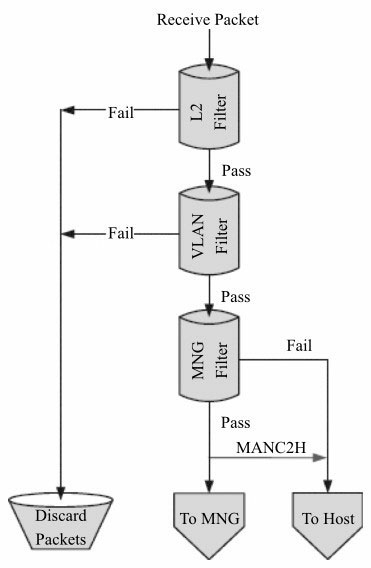 Receive Packet
L2
Filter
Fail
Pass
VLAN
Filter
Fail
Pass
MNG
Filter
Fail
Pass
MANC2H
Discard
Packets
To MNG
To Host